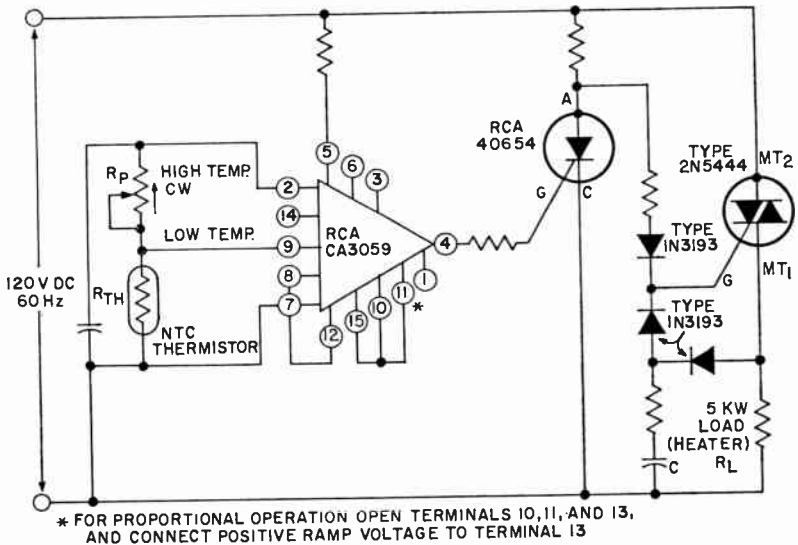 RCA
40654
A
G
C
TYPE
2N5444
MT2
MT1
G
RP
HIGH TEMP.
CW
LOW TEMP.
RTH
NTC
THERMISTOR
120 V DC
60 Hz
5
6
3
2
14
9
8
7
12
15
10
11
*
1
4
RCA
CA3059
TYPE
1N3193
TYPE
1N3193
5 KW
LOAD
(HEATER)
RL
C
* FOR PROPORTIONAL OPERATION OPEN TERMINALS 10, 11, AND 13,
AND CONNECT POSITIVE RAMP VOLTAGE TO TERMINAL 13